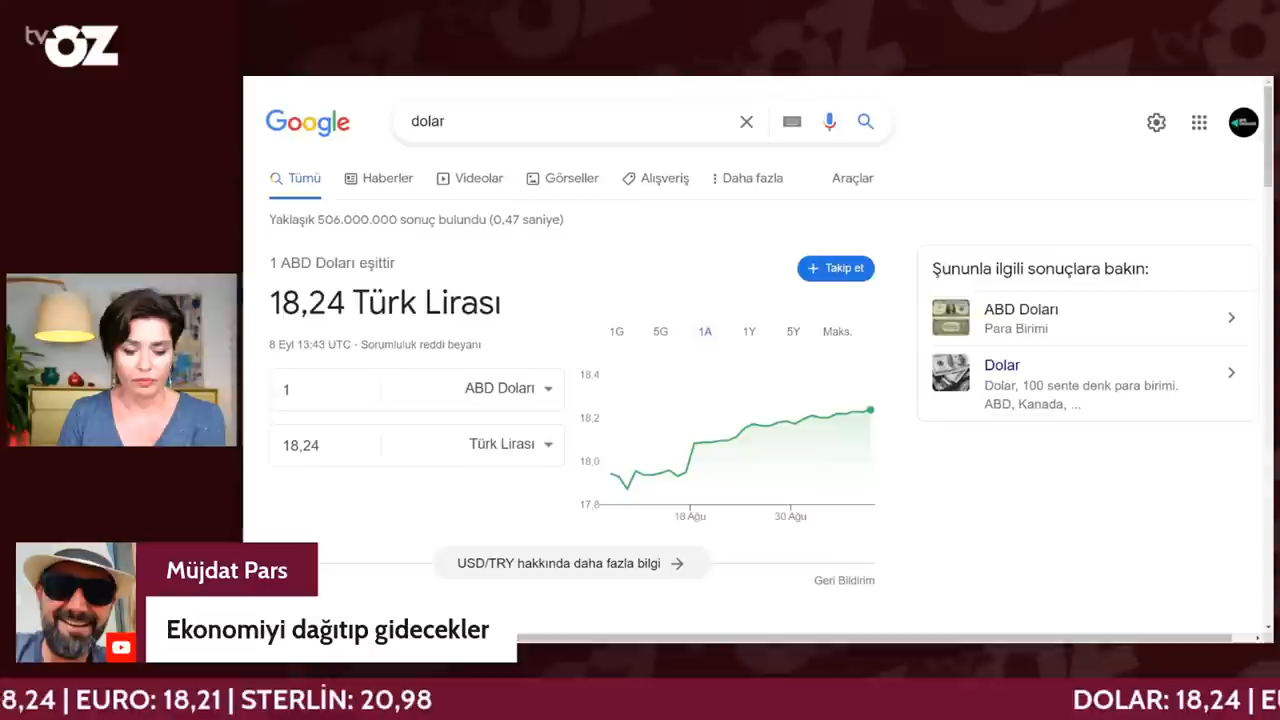 tv ÖZ
Google
dolar
Tümü
Haberler
Videolar
Görseller
Alışveriş
Daha fazla
Araçlar
Yaklaşık 506.000.000 sonuç bulundu (0,47 saniye)
1 ABD Doları eşittir
18,24 Türk Lirası
8 Eyl 13:43 UTC · Sorumluluk reddi beyanı
1 ABD Doları
18,24 Türk Lirası
+ Takip et
1G 5G 1A 1Y 5Y Maks.
18,4
18,2
18,0
17,8
18 Ağu 30 Ağu
USD/TRY hakkında daha fazla bilgi
Geri Bildirim
Şununla ilgili sonuçlara bakın:
ABD Doları
Para Birimi
Dolar
Dolar, 100 sente denk para birimi.
ABD, Kanada, ...
Müjdat Pars
Ekonomiyi dağıtıp gidecekler
8,24 | EURO: 18,21 | STERLİN: 20,98
DOLAR: 18,24 | E